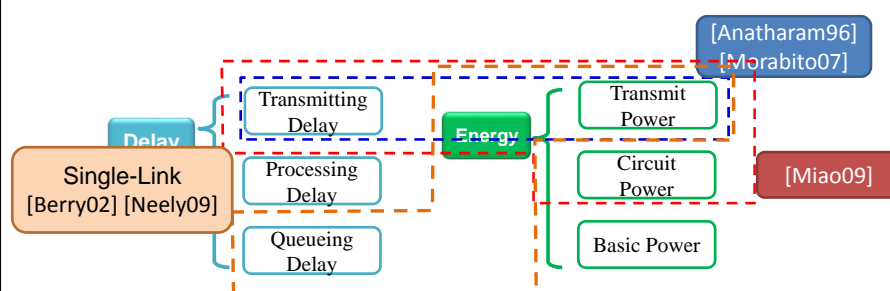 [Anatharam96]
[Morabito07]
Transmitting
Delay
Transmit
Power
Delay
Energy
Single-Link
[Berry02] [Neely09]
Processing
Delay
Circuit
Power
[Miao09]
Queueing
Delay
Basic Power